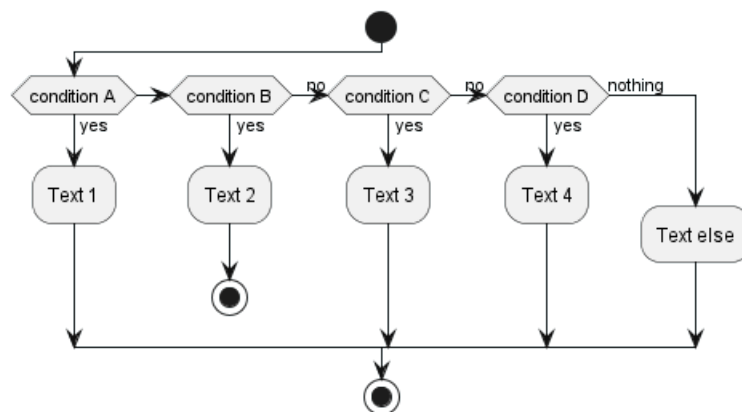 condition A
condition B
no
condition C
no
condition D
nothing
yes
yes
yes
yes
Text 1
Text 2
Text 3
Text 4
Text else